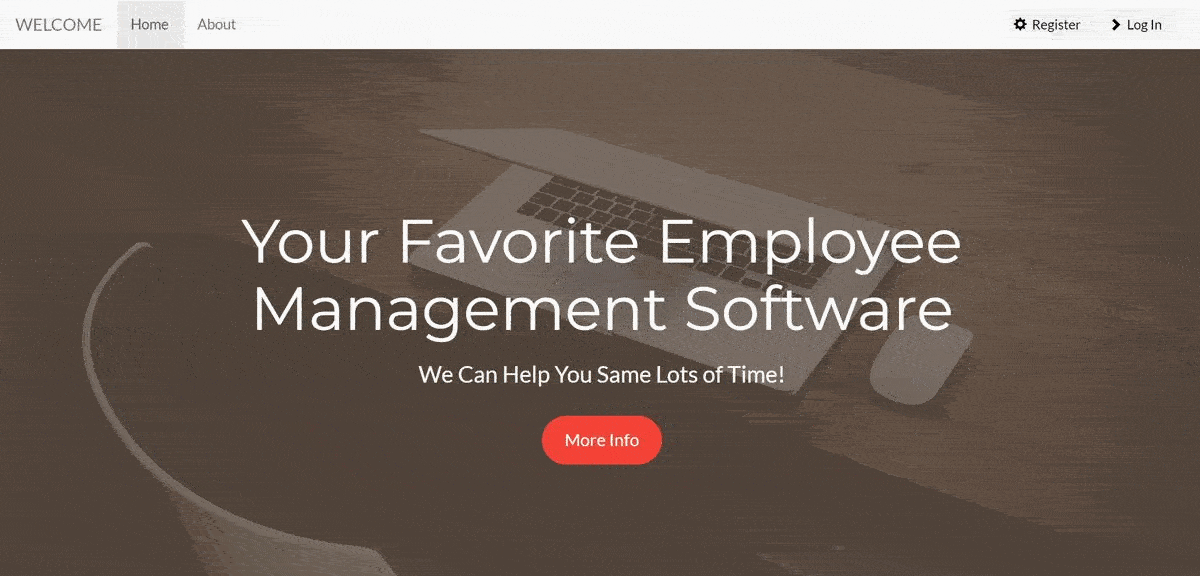 WELCOME Home About Register Log In
Your Favorite Employee
Management Software
We Can Help You Same Lots of Time!
More Info